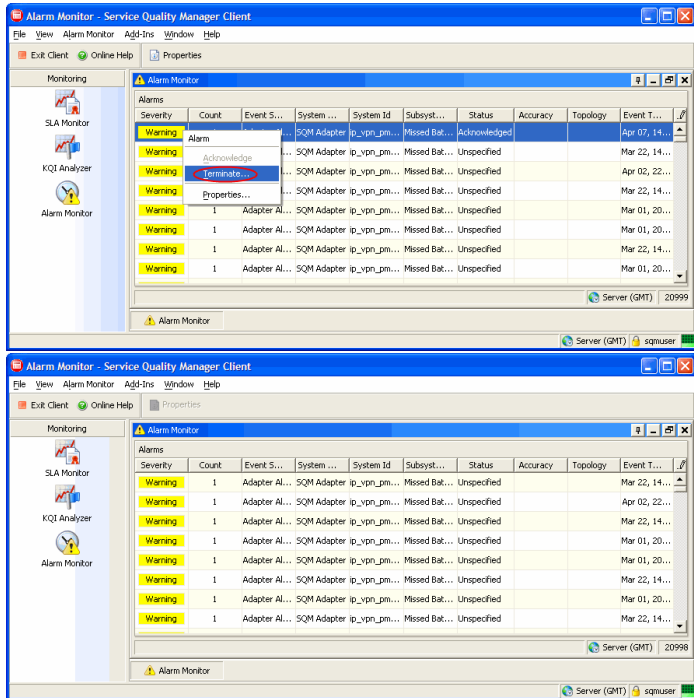 Alarm Monitor - Service Quality Manager Client
File View Alarm Monitor Add-Ins Window Help
Exit Client Online Help Properties
Monitoring
SLA Monitor
KQI Analyzer
Alarm Monitor
Alarm Monitor
Alarms
Severity Count Event S... System ... System Id Subsyst... Status Accuracy Topology Event T...
Warning SQM Adapter ip_vpn_pm... Missed Bat... Acknowledged Apr 07, 14...
Warning SQM Adapter ip_vpn_pm... Missed Bat... Unspecified Mar 22, 14...
Warning SQM Adapter ip_vpn_pm... Missed Bat... Unspecified Apr 02, 22...
Warning SQM Adapter ip_vpn_pm... Missed Bat... Unspecified Mar 22, 14...
Warning 1 Adapter Al... SQM Adapter ip_vpn_pm... Missed Bat... Unspecified Mar 01, 20...
Warning 1 Adapter Al... SQM Adapter ip_vpn_pm... Missed Bat... Unspecified Mar 01, 20...
Warning 1 Adapter Al... SQM Adapter ip_vpn_pm... Missed Bat... Unspecified Mar 22, 14...
Warning 1 Adapter Al... SQM Adapter ip_vpn_pm... Missed Bat... Unspecified Mar 01, 20...
Alarm
Acknowledge
Terminate...
Properties...
Server (GMT) 20999
Alarm Monitor
Server (GMT) sqmuser
Alarm Monitor - Service Quality Manager Client
File View Alarm Monitor Add-Ins Window Help
Exit Client Online Help Properties
Monitoring
SLA Monitor
KQI Analyzer
Alarm Monitor
Alarm Monitor
Alarms
Severity Count Event S... System ... System Id Subsyst... Status Accuracy Topology Event T...
Warning 1 Adapter Al... SQM Adapter ip_vpn_pm... Missed Bat... Unspecified Mar 22, 14...
Warning 1 Adapter Al... SQM Adapter ip_vpn_pm... Missed Bat... Unspecified Apr 02, 22...
Warning 1 Adapter Al... SQM Adapter ip_vpn_pm... Missed Bat... Unspecified Mar 22, 14...
Warning 1 Adapter Al... SQM Adapter ip_vpn_pm... Missed Bat... Unspecified Mar 01, 20...
Warning 1 Adapter Al... SQM Adapter ip_vpn_pm... Missed Bat... Unspecified Mar 01, 20...
Warning 1 Adapter Al... SQM Adapter ip_vpn_pm... Missed Bat... Unspecified Mar 22, 14...
Warning 1 Adapter Al... SQM Adapter ip_vpn_pm... Missed Bat... Unspecified Mar 01, 20...
Warning 1 Adapter Al... SQM Adapter ip_vpn_pm... Missed Bat... Unspecified Mar 22, 14...
Server (GMT) 20998
Alarm Monitor
Server (GMT) sqmuser